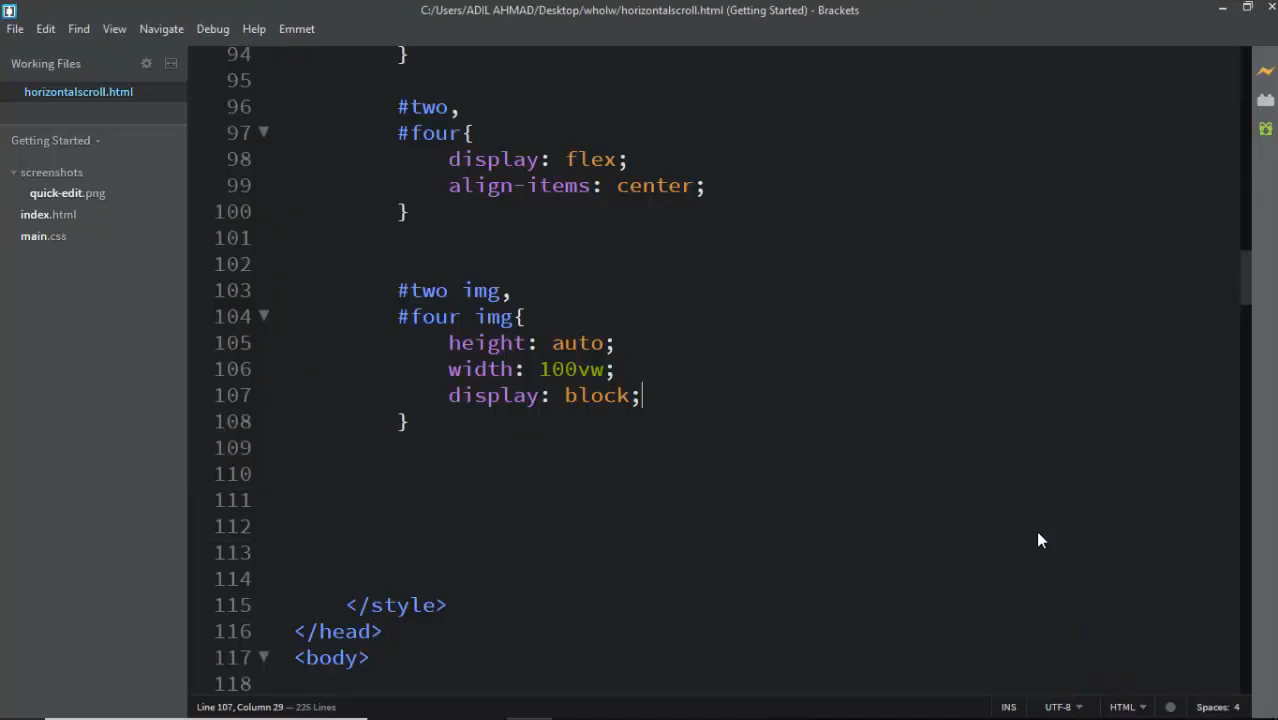 C:/Users/ADIL AHMAD/Desktop/wholw/horizontalscroll.html (Getting Started) - Brackets
File Edit Find View Navigate Debug Help Emmet
Working Files
horizontalscroll.html
Getting Started
screenshots
quick-edit.png
index.html
main.css
94 }
95
96 #two,
97 #four{
98 display: flex;
99 align-items: center;
100 }
101
102
103 #two img,
104 #four img{
105 height: auto;
106 width: 100vw;
107 display: block;
108 }
109
110
111
112
113
114
115 </style>
116 </head>
117 <body>
118
Line 107, Column 29 — 225 Lines
INS UTF-8 HTML Spaces: 4